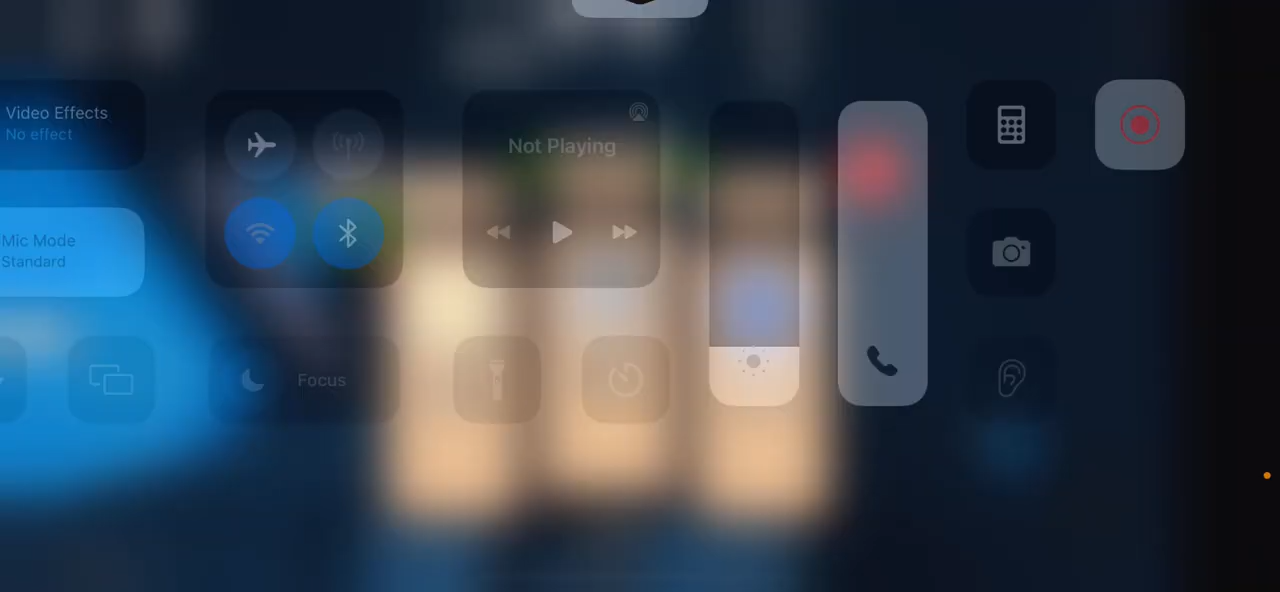 Video Effects
No effect
Not Playing
Mic Mode
Standard
Focus